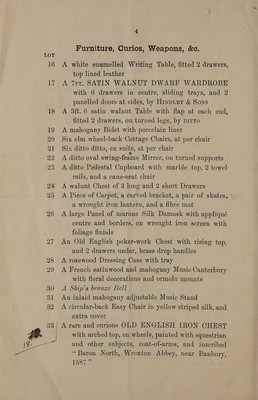 4
Furniture, Curios, Weapons, &c.
LOT
16 A white enamelled Writing Table, fitted 2 drawers,
top lined leather
17 A 7FT. SATIN WALNUT DWARF WARDROBE
with 6 drawers in centre, sliding trays, and 2
panelled doors at sides, by HINDLEY & SONS
18 A 3ft. 6 satin walnut Table with flap at each end,
fitted 2 drawers, on turned legs, by DITTO
19 A mahogany Bidet with porcelain liner
20 Six elm wheel-back Cottage Chairs, at per chair
21 Six ditto ditto, en suite, at per chair
22 A ditto oval swing-frame Mirror, on turned supports
23 A ditto Pedestal Cupboard with marble top, 2 towel
rails, and a cane-seat chair
24 A walnut Chest of 3 long and 2 short Drawers
25 A Piece of Carpet, a carved bracket, a pair of skates,
a wrought iron lantern, and a fibre mat
26 A large Panel of marone Silk Damask with appliqué
centre and borders, on wrought iron screen with
foliage finials
27 An Old English poker-work Chest with rising top,
and 2 drawers under, brass drop handles
28 A rosewood Dressing Case with tray
29 A French satinwood and mahogany Music Canterbury
with floral decorations and ormolu mounts
30 A Ship's bronze Bell
31 An inlaid mahogany adjustable Music Stand
32 A circular-back Easy Chair in yellow striped silk, and
extra cover
33 A rare and curious OLD ENGLISH IRON CHEST
with arched top, on wheels, painted with equestrian
and other subjects, coat-of-arms, and inscribed
"Baron North, Wroxton Abbey, near Banbury,
1587"